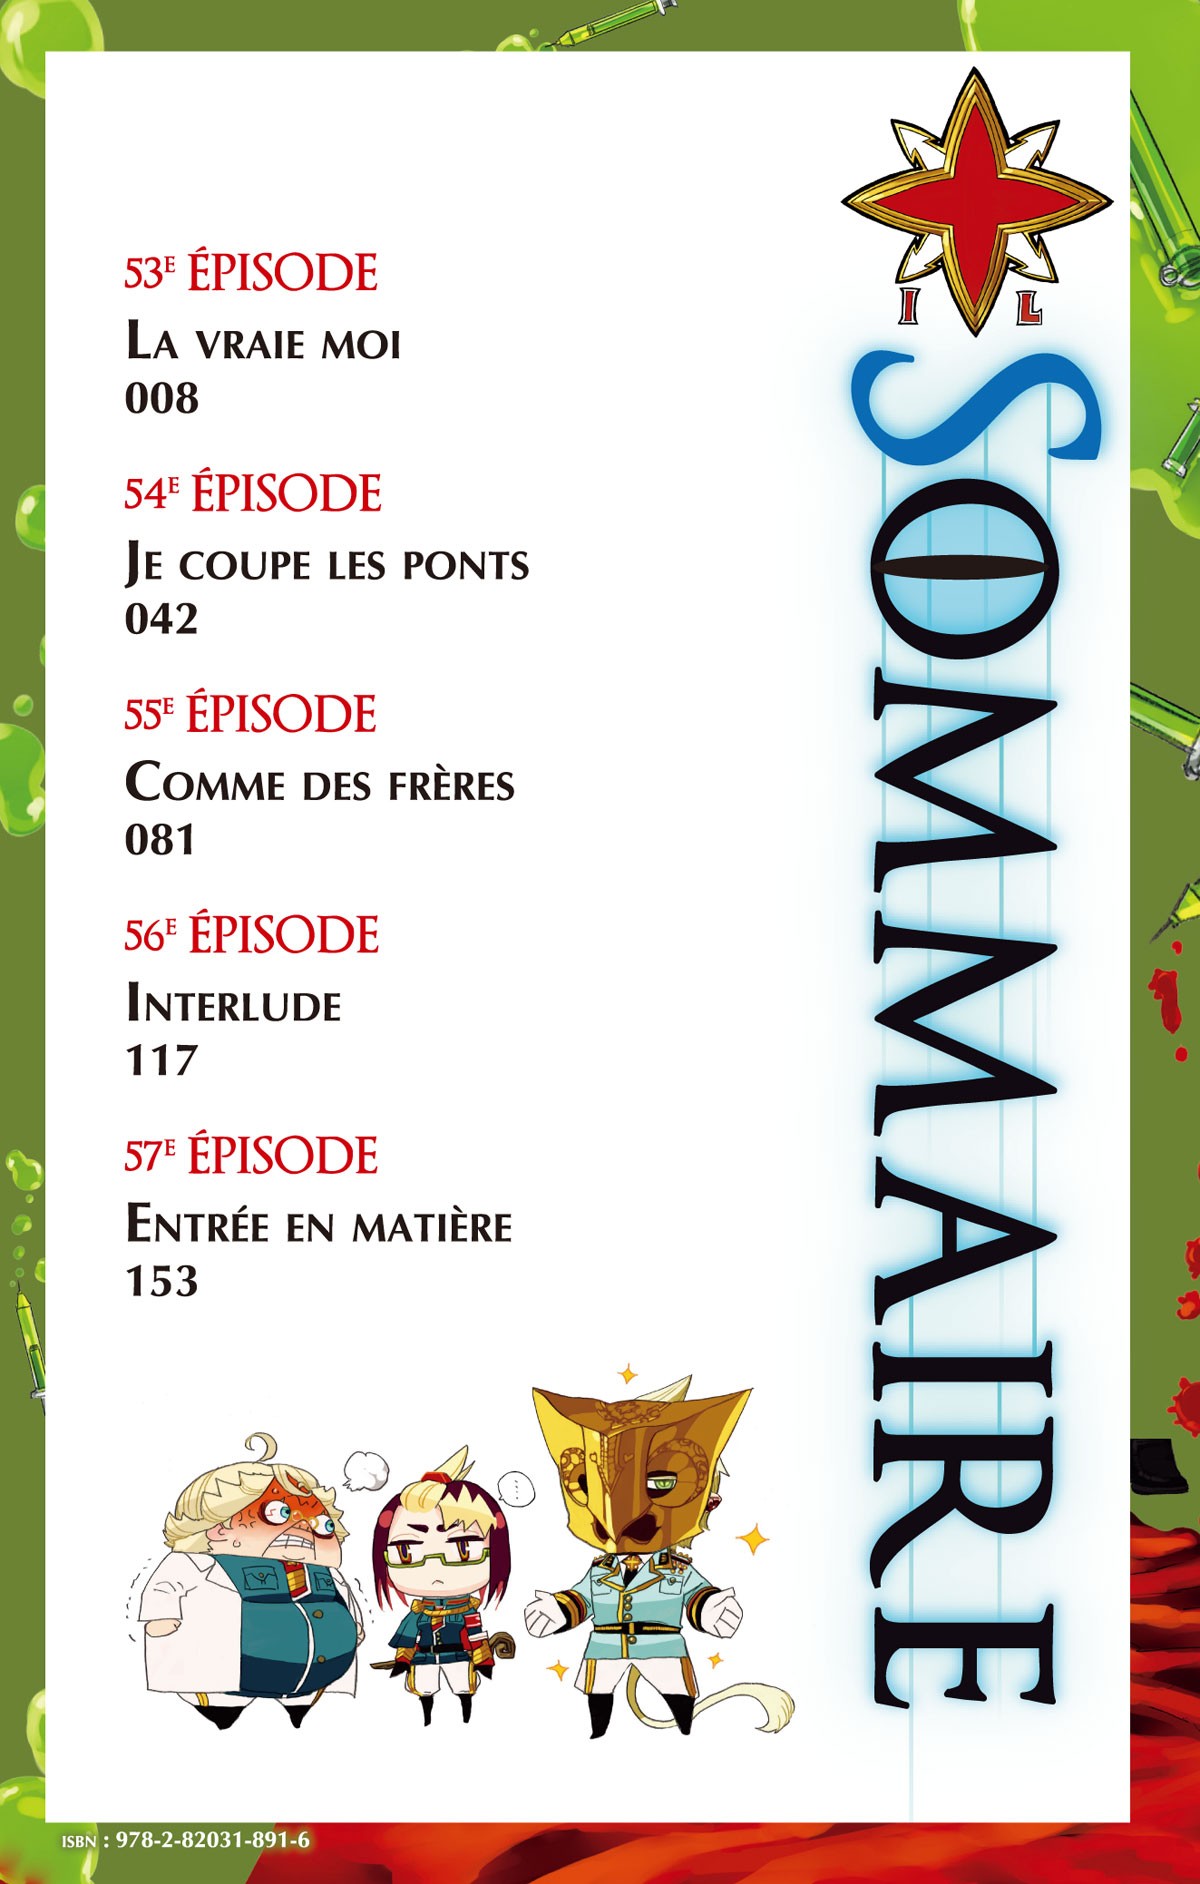 I L
SOMMAIRE
53E ÉPISODE
LA VRAIE MOI
008
54E ÉPISODE
JE COUPE LES PONTS
042
55E ÉPISODE
COMME DES FRÈRES
081
56E ÉPISODE
INTERLUDE
117
57E ÉPISODE
ENTRÉE EN MATIÈRE
153
ISBN : 978-2-82031-891-6